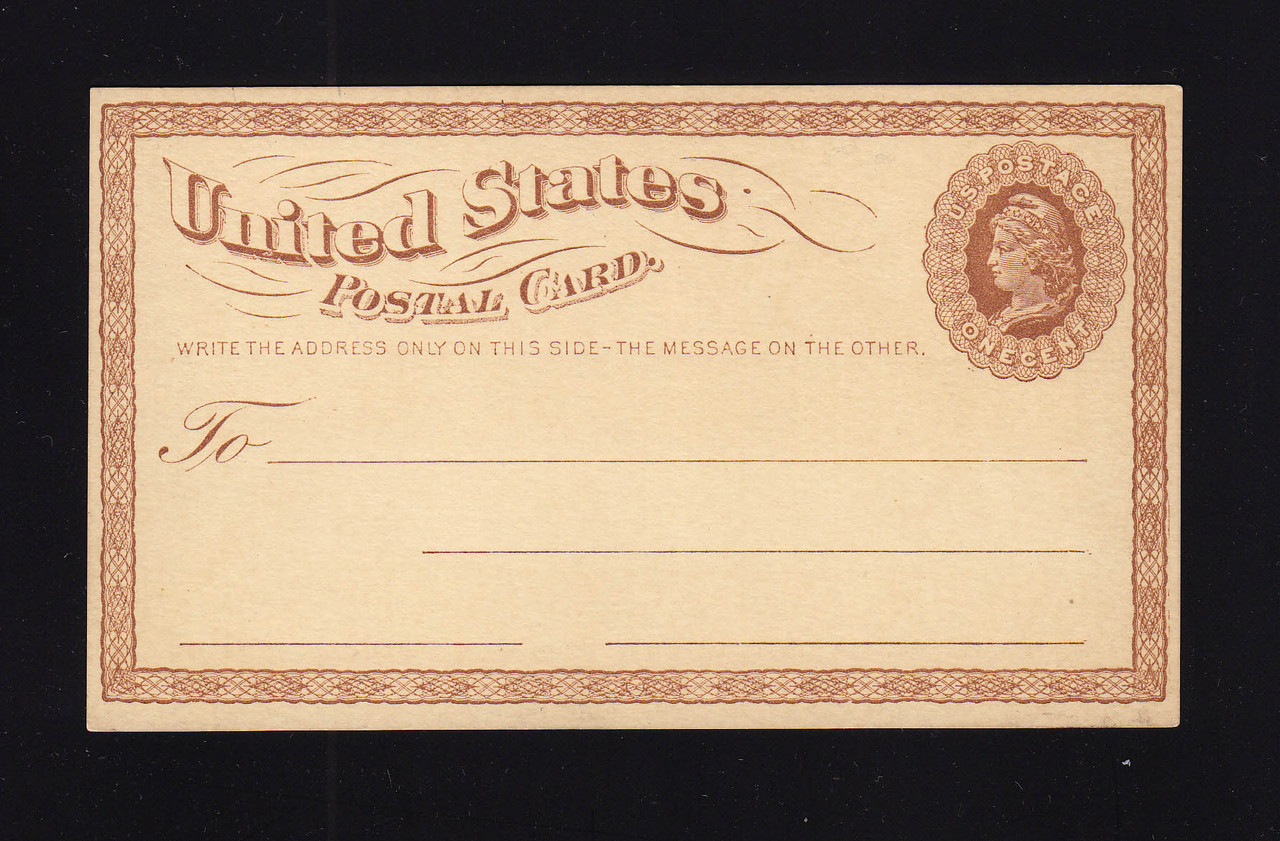 United States
POSTAL CARD.
U.S. POSTAGE
ONE CENT
WRITE THE ADDRESS ONLY ON THIS SIDE-THE MESSAGE ON THE OTHER.
To